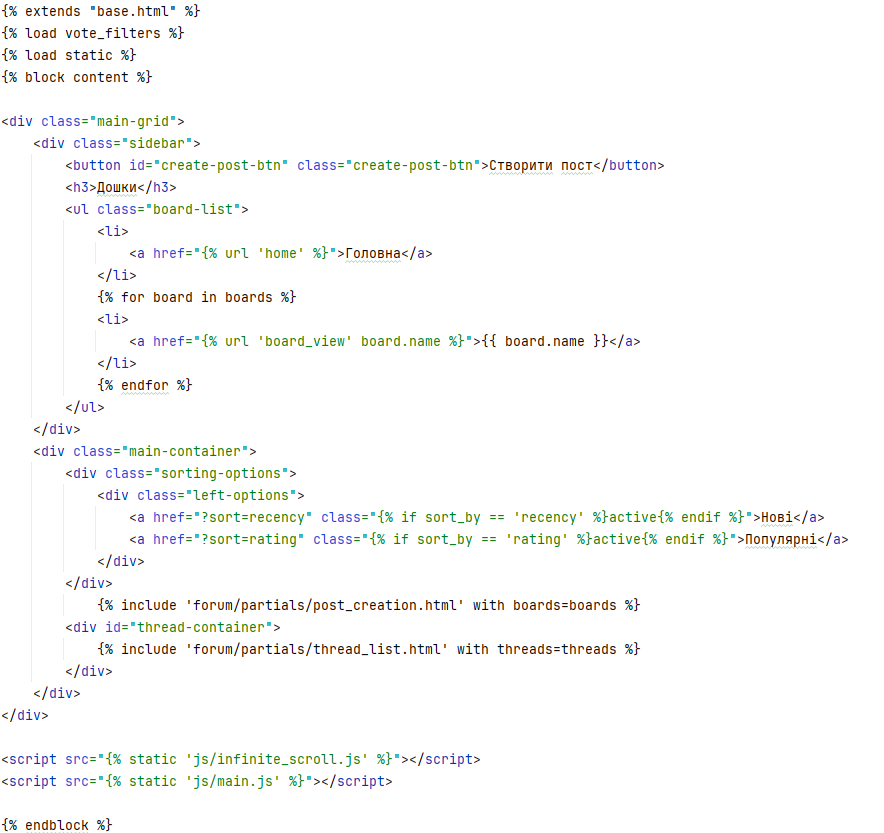 {% extends "base.html" %}
{% load vote_filters %}
{% load static %}
{% block content %}

<div class="main-grid">
    <div class="sidebar">
        <button id="create-post-btn" class="create-post-btn">Створити пост</button>
        <h3>Дошки</h3>
        <ul class="board-list">
            <li>
                <a href="{% url 'home' %}">Головна</a>
            </li>
            {% for board in boards %}
            <li>
                <a href="{% url 'board_view' board.name %}">{{ board.name }}</a>
            </li>
            {% endfor %}
        </ul>
    </div>
    <div class="main-container">
        <div class="sorting-options">
            <div class="left-options">
                <a href="?sort=recency" class="{% if sort_by == 'recency' %}active{% endif %}">Нові</a>
                <a href="?sort=rating" class="{% if sort_by == 'rating' %}active{% endif %}">Популярні</a>
            </div>
        </div>
            {% include 'forum/partials/post_creation.html' with boards=boards %}
        <div id="thread-container">
            {% include 'forum/partials/thread_list.html' with threads=threads %}
        </div>
    </div>
</div>

<script src="{% static 'js/infinite_scroll.js' %}"></script>
<script src="{% static 'js/main.js' %}"></script>

{% endblock %}